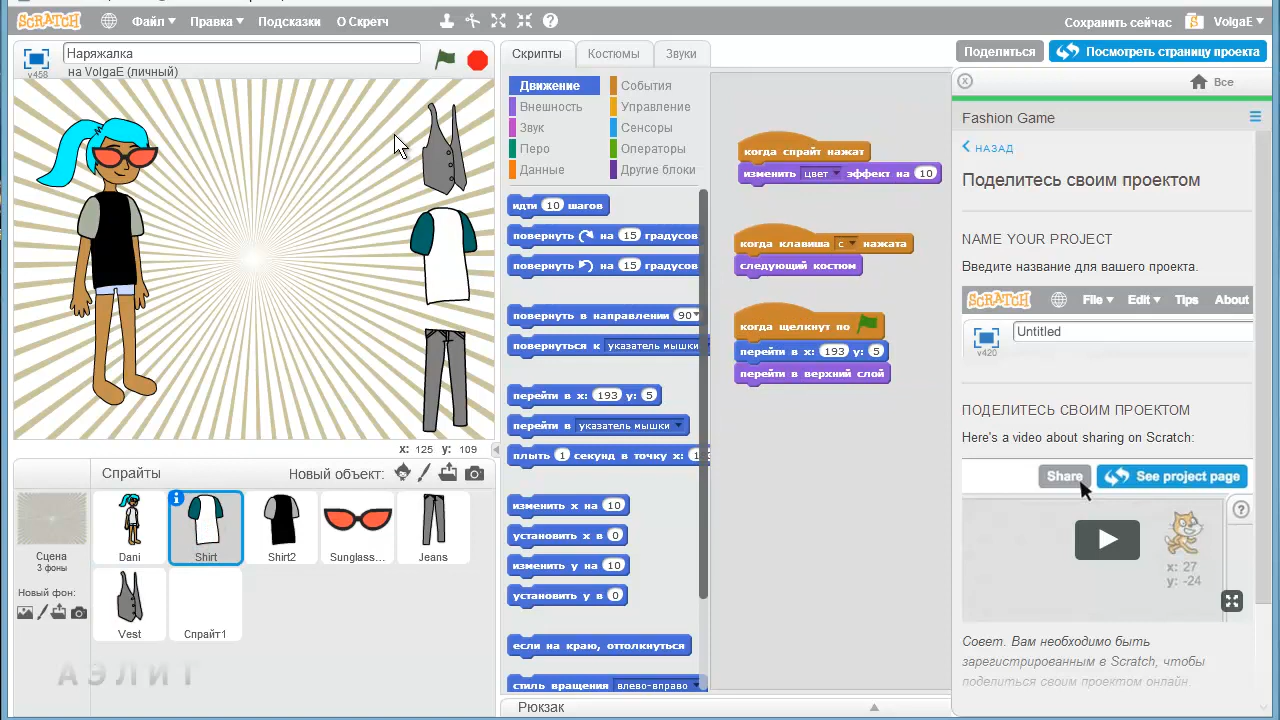 SCRATCH Файл Правка Подсказки О Скретч Сохранить сейчас VolgaE
v458 Наряжалка
на VolgaE (личный)
Скрипты Костюмы Звуки
Поделиться Посмотреть страницу проекта
Движение События
Внешность Управление
Звук Сенсоры
Перо Операторы
Данные Другие блоки
идти 10 шагов
повернуть на 15 градусов
повернуть на 15 градусов
повернуть в направлении 90
повернуться к указатель мышки
перейти в x: 193 y: 5
перейти в указатель мышки
плыть 1 секунд в точку x:
изменить x на 10
установить x в 0
изменить y на 10
установить y в 0
если на краю, оттолкнуться
стиль вращения влево-вправо
когда спрайт нажат
изменить цвет эффект на 10
когда клавиша c нажата
следующий костюм
когда щелкнут по
перейти в x: 193 y: 5
перейти в верхний слой
x: 125 y: 109
Спрайты Новый объект:
Сцена
3 фоны
Новый фон:
Dani Shirt Shirt2 Sunglass... Jeans
Vest Спрайт1
АЭЛИТ
Рюкзак
Все
Fashion Game
НАЗАД
Поделитесь своим проектом
NAME YOUR PROJECT
Введите название для вашего проекта.
SCRATCH File Edit Tips About
v420 Untitled
ПОДЕЛИТЕСЬ СВОИМ ПРОЕКТОМ
Here's a video about sharing on Scratch:
Share See project page
x: 27
y: -24
Совет. Вам необходимо быть
зарегистрированным в Scratch, чтобы
поделиться своим проектом онлайн